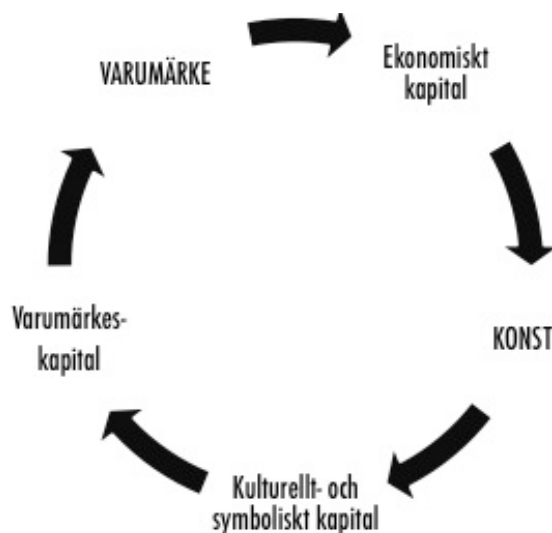 VARUMÄRKE
Ekonomiskt
kapital
KONST
Kulturellt- och
symboliskt kapital
Varumärkes-
kapital